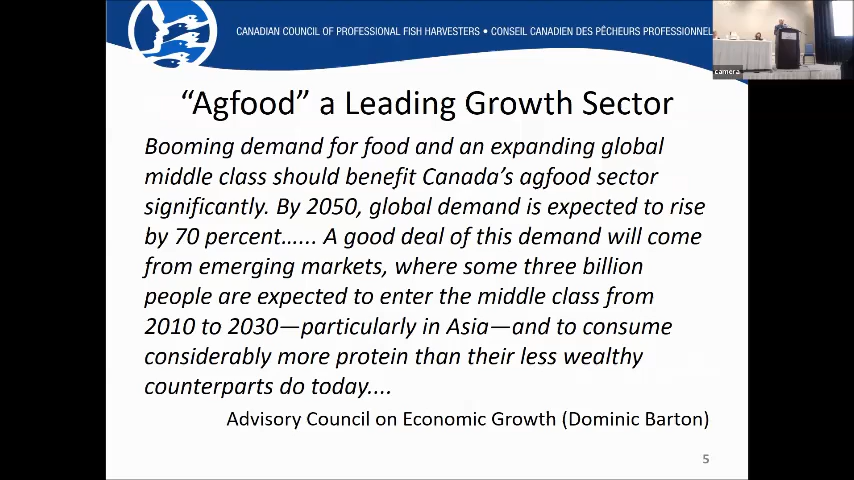 CANADIAN COUNCIL OF PROFESSIONAL FISH HARVESTERS • CONSEIL CANADIEN DES PÊCHEURS PROFESSIONNEL
camera
“Agfood” a Leading Growth Sector
Booming demand for food and an expanding global
middle class should benefit Canada’s agfood sector
significantly. By 2050, global demand is expected to rise
by 70 percent…... A good deal of this demand will come
from emerging markets, where some three billion
people are expected to enter the middle class from
2010 to 2030—particularly in Asia—and to consume
considerably more protein than their less wealthy
counterparts do today....
Advisory Council on Economic Growth (Dominic Barton)
5